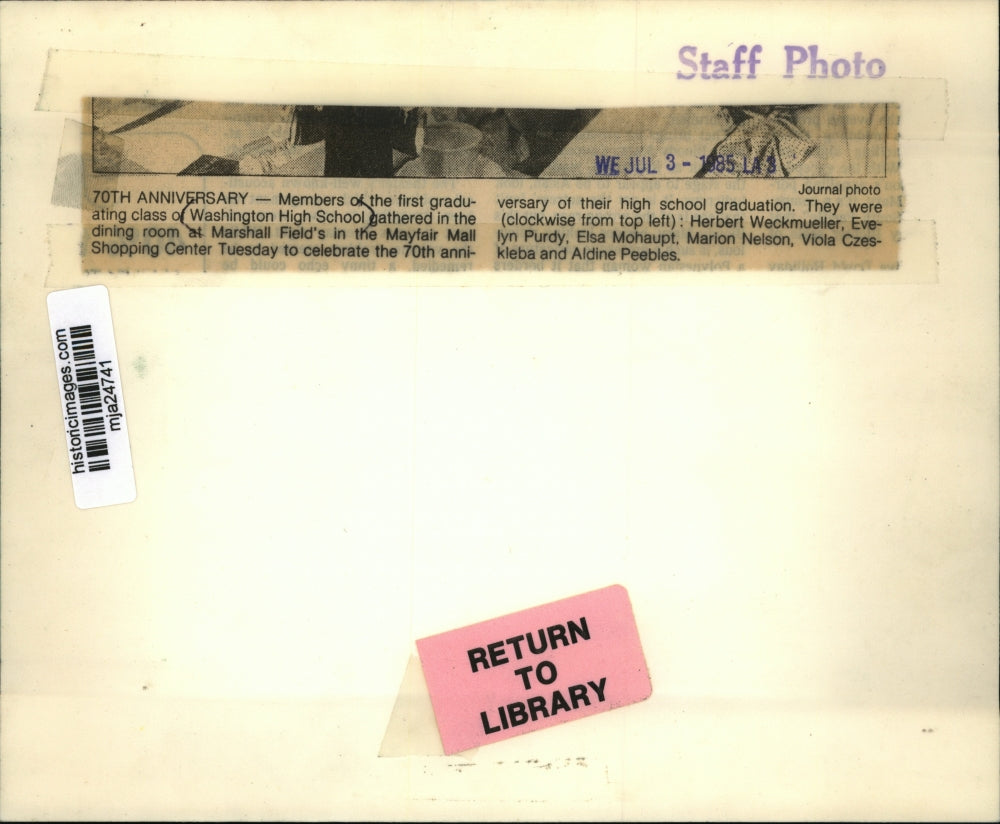 Staff Photo
WE JUL 3 - 1985 LA 3
Journal photo
70TH ANNIVERSARY — Members of the first gradu-
ating class of Washington High School gathered in the
dining room at Marshall Field's in the Mayfair Mall
Shopping Center Tuesday to celebrate the 70th anni-
versary of their high school graduation. They were
(clockwise from top left): Herbert Weckmueller, Eve-
lyn Purdy, Elsa Mohaupt, Marion Nelson, Viola Czes-
kleba and Aldine Peebles.
historicimages.com
mja24741
RETURN
TO
LIBRARY